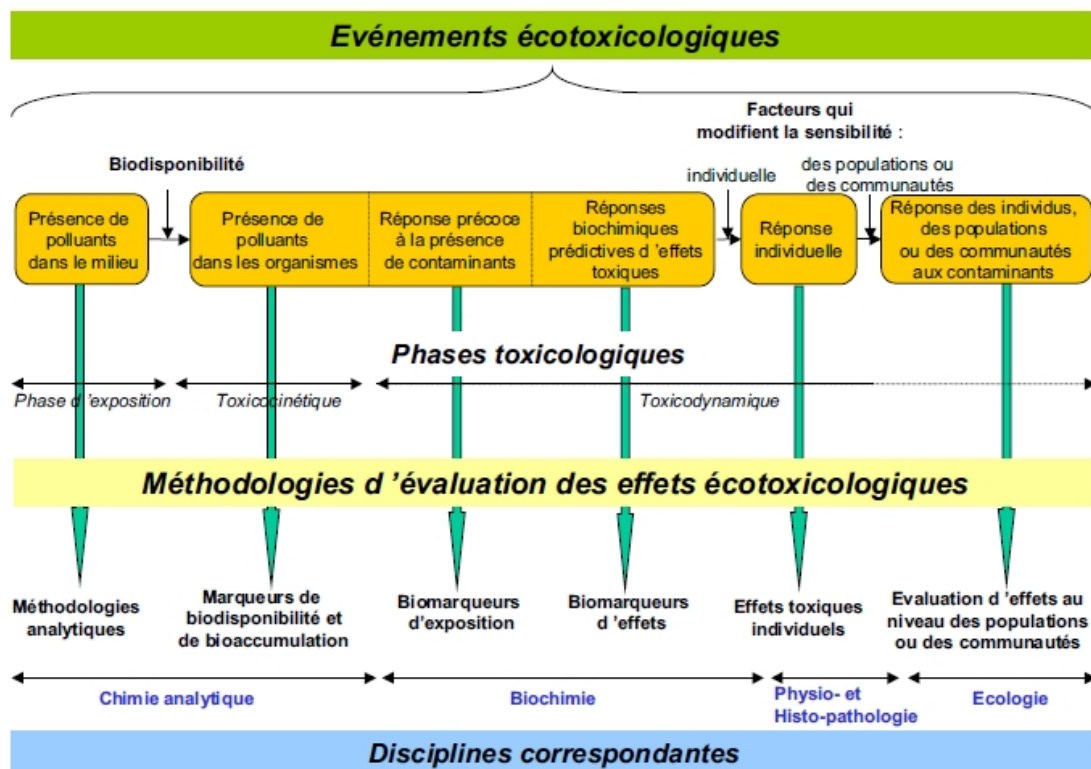 Evénements écotoxicologiques
Facteurs qui
modifient la sensibilité :
Biodisponibilité
individuelle
des populations ou
des communautés
Présence de
polluants
dans le milieu
Présence de
polluants
dans les organismes
Réponse précoce
à la présence
de contaminants
Réponses
biochimiques
prédictives d 'effets
toxiques
Réponse
individuelle
Réponse des individus,
des populations
ou des communautés
aux contaminants
Phases toxicologiques
Phase d 'exposition
Toxicocinétique
Toxicodynamique
Méthodologies d 'évaluation des effets écotoxicologiques
Méthodologies
analytiques
Marqueurs de
biodisponibilité et
de bioaccumulation
Biomarqueurs
d'exposition
Biomarqueurs
d 'effets
Effets toxiques
individuels
Evaluation d 'effets au
niveau des populations
ou des communautés
Chimie analytique
Biochimie
Physio- et
Histo-pathologie
Ecologie
Disciplines correspondantes